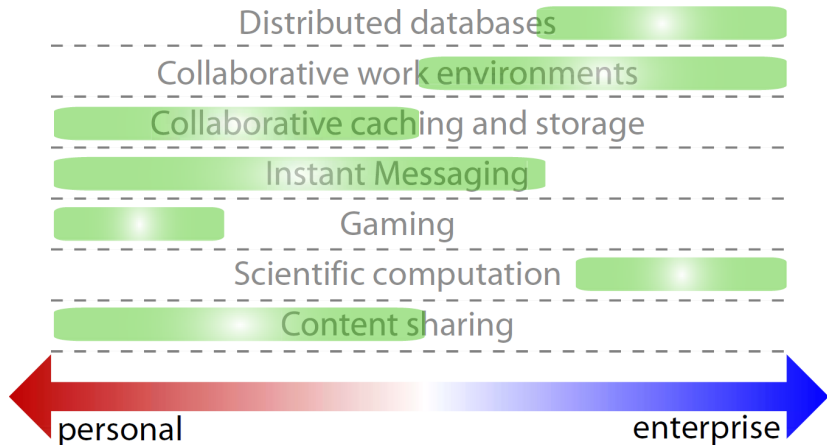 Distributed databases
Collaborative work environments
Collaborative caching and storage
Instant Messaging
Gaming
Scientific computation
Content sharing
personal
enterprise